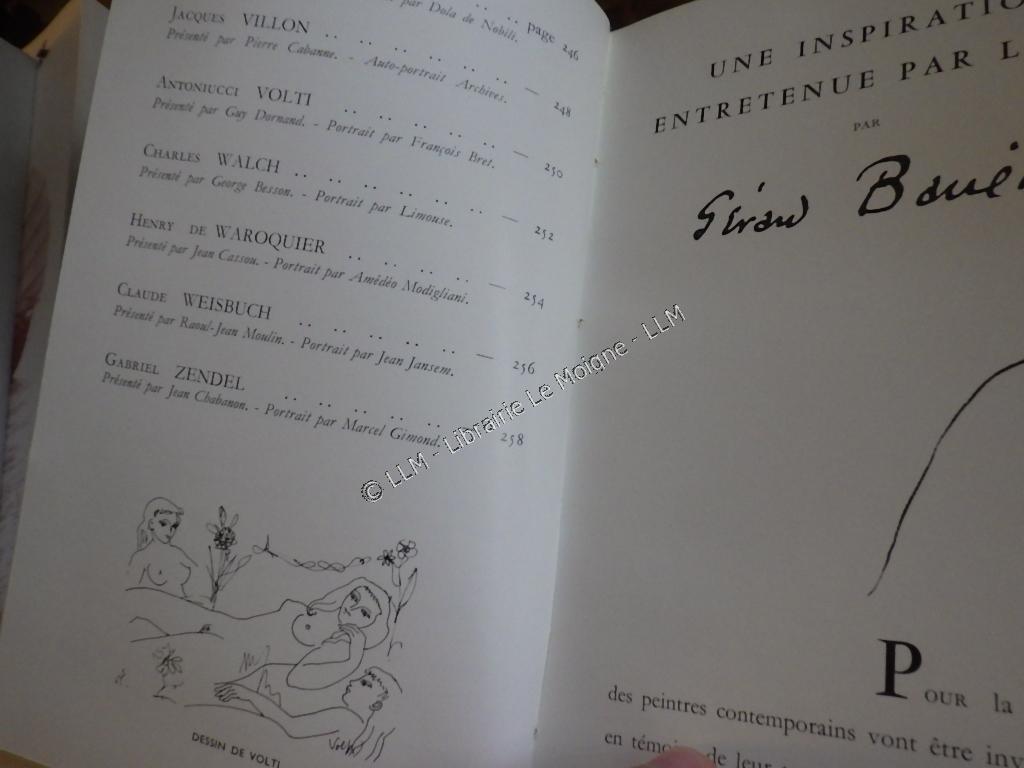 par Dola de Nobili. page 246
Jacques VILLON .. .. .. .. .. — 248
Présenté par Pierre Cabanne. - Auto-portrait Archives.
Antoniucci VOLTI .. .. .. .. .. — 250
Présenté par Guy Dornand. - Portrait par François Bret.
Charles WALCH .. .. .. .. .. .. — 252
Présenté par George Besson. - Portrait par Limouse.
Henry de WAROQUIER .. .. .. .. — 254
Présenté par Jean Cassou. - Portrait par Amédéo Modigliani.
Claude WEISBUCH .. .. .. .. .. — 256
Présenté par Raoul-Jean Moulin. - Portrait par Jean Jansem.
Gabriel ZENDEL .. .. .. .. .. 258
Présenté par Jean Chabanon. - Portrait par Marcel Gimond.
Volti
DESSIN DE VOLTI
UNE INSPIRATIO
ENTRETENUE PAR L
PAR
Gérard Baue
POUR la
des peintres contemporains vont être inv
en témoi de leur
© LLM - Librairie Le Moigne - LLM